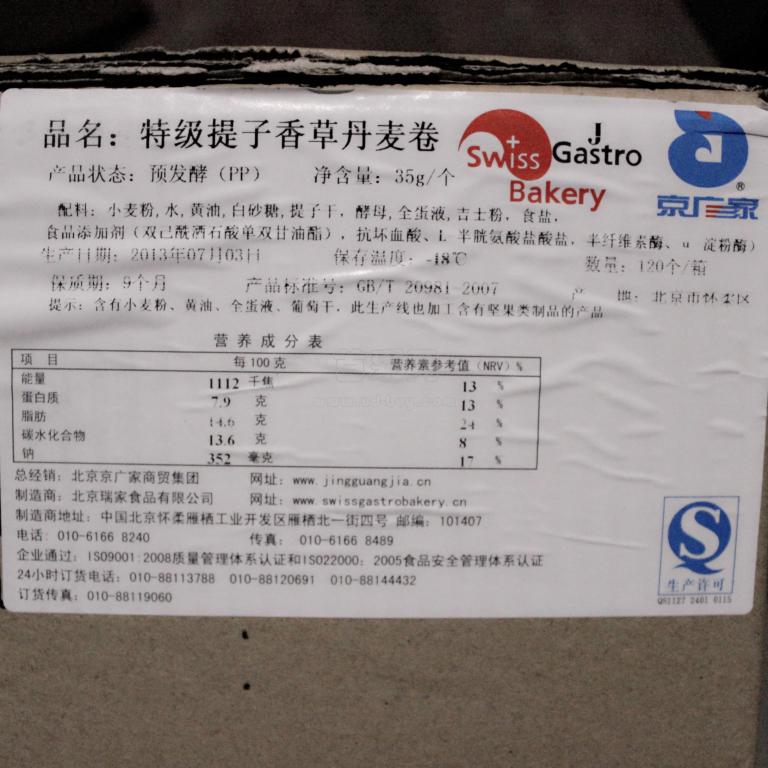 品名：特级提子香草丹麦卷
Swiss Gastro
Bakery
®
京广家
产品状态：预发酵（PP） 净含量：35g/个
配料：小麦粉,水,黄油,白砂糖,提子干，酵母,全蛋液,吉士粉，食盐,
食品添加剂（双乙酰酒石酸单双甘油酯），抗坏血酸、L 半胱氨酸盐酸盐，半纤维素酶、α 淀粉酶）
生产日期：2013年07月03日 保存温度：-18℃ 数量：120个/箱
保质期：9个月 产品标准号：GB/T 20981-2007 产 地：北京市怀柔区
提示：含有小麦粉、黄油、全蛋液、葡萄干，此生产线也加工含有坚果类制品的产品
营养成分表
项 目 每100克 营养素参考值（NRV）%
能量 1112 千焦 13 %
蛋白质 7.9 克 13 %
脂肪 14.6 克 24 %
碳水化合物 13.6 克 8 %
钠 352 毫克 17 %
总经销：北京京广家商贸集团 网址：www.jingguangjia.cn
制造商：北京瑞家食品有限公司 网址：www.swissgastrobakery.cn
制造商地址：中国北京怀柔雁栖工业开发区雁栖北一街四号 邮编：101407
电话：010-6166 8240 传真：010-6166 8489
企业通过：ISO9001:2008质量管理体系认证和ISO22000：2005食品安全管理体系认证
24小时订货电话：010-88113788 010-88120691 010-88144432
订货传真：010-88119060
生产许可
QS1127 2401 0115